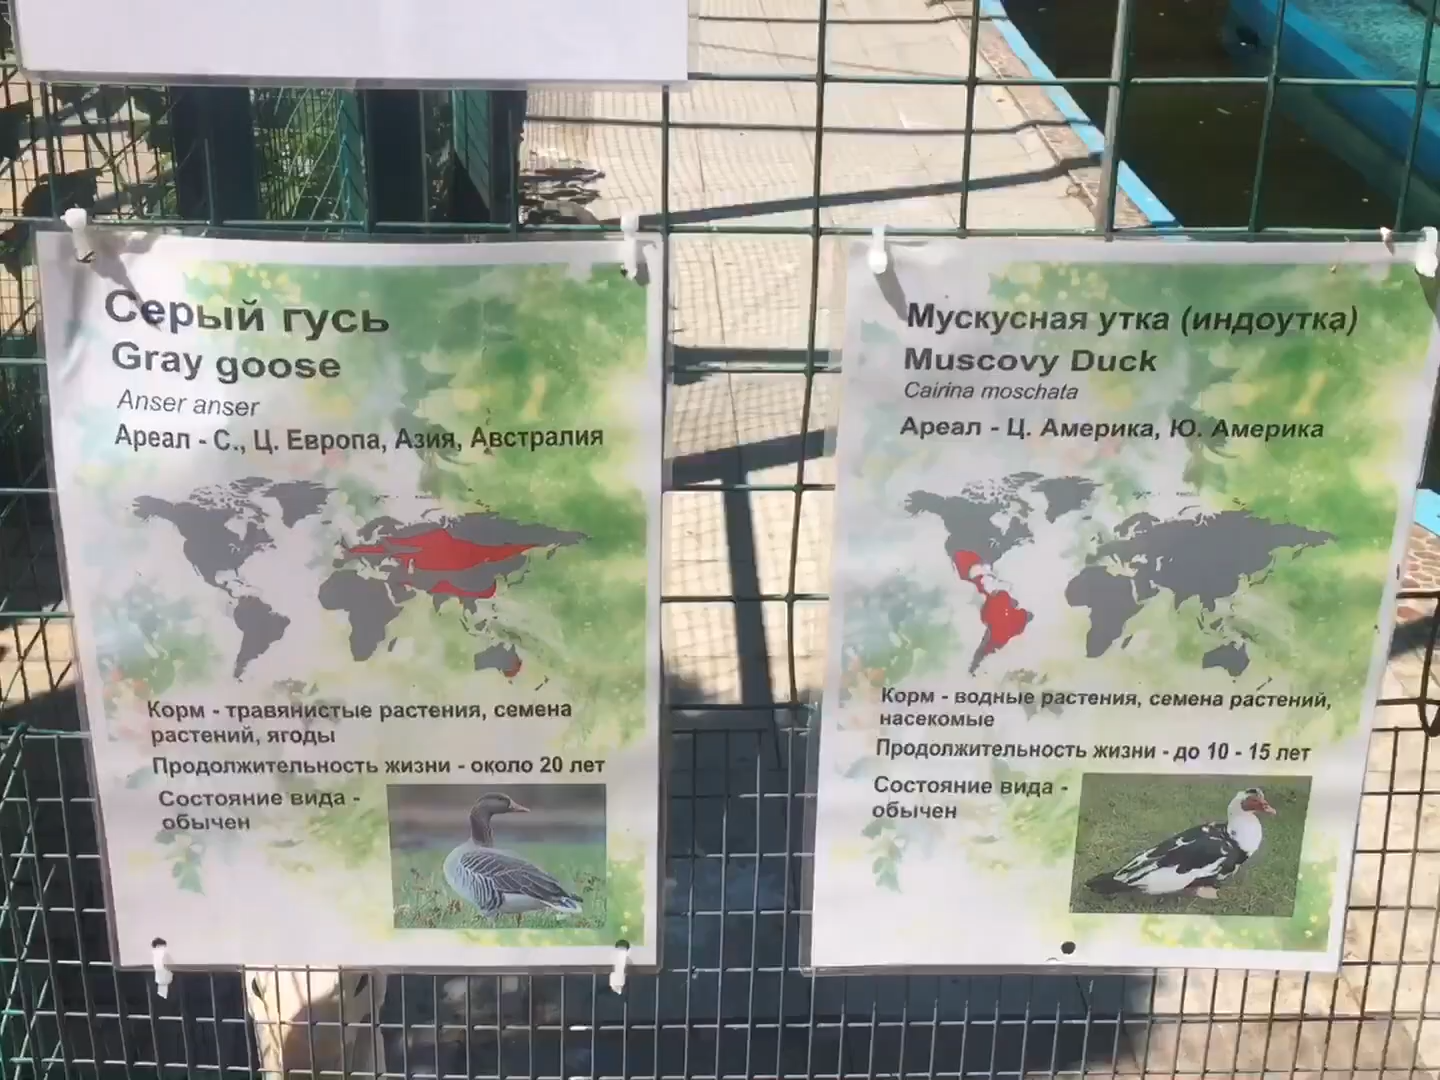 Серый гусь
Gray goose
Anser anser
Ареал - С., Ц. Европа, Азия, Австралия
Корм - травянистые растения, семена
растений, ягоды
Продолжительность жизни - около 20 лет
Состояние вида -
обычен
Мускусная утка (индоутка)
Muscovy Duck
Cairina moschata
Ареал - Ц. Америка, Ю. Америка
Корм - водные растения, семена растений,
насекомые
Продолжительность жизни - до 10 - 15 лет
Состояние вида -
обычен